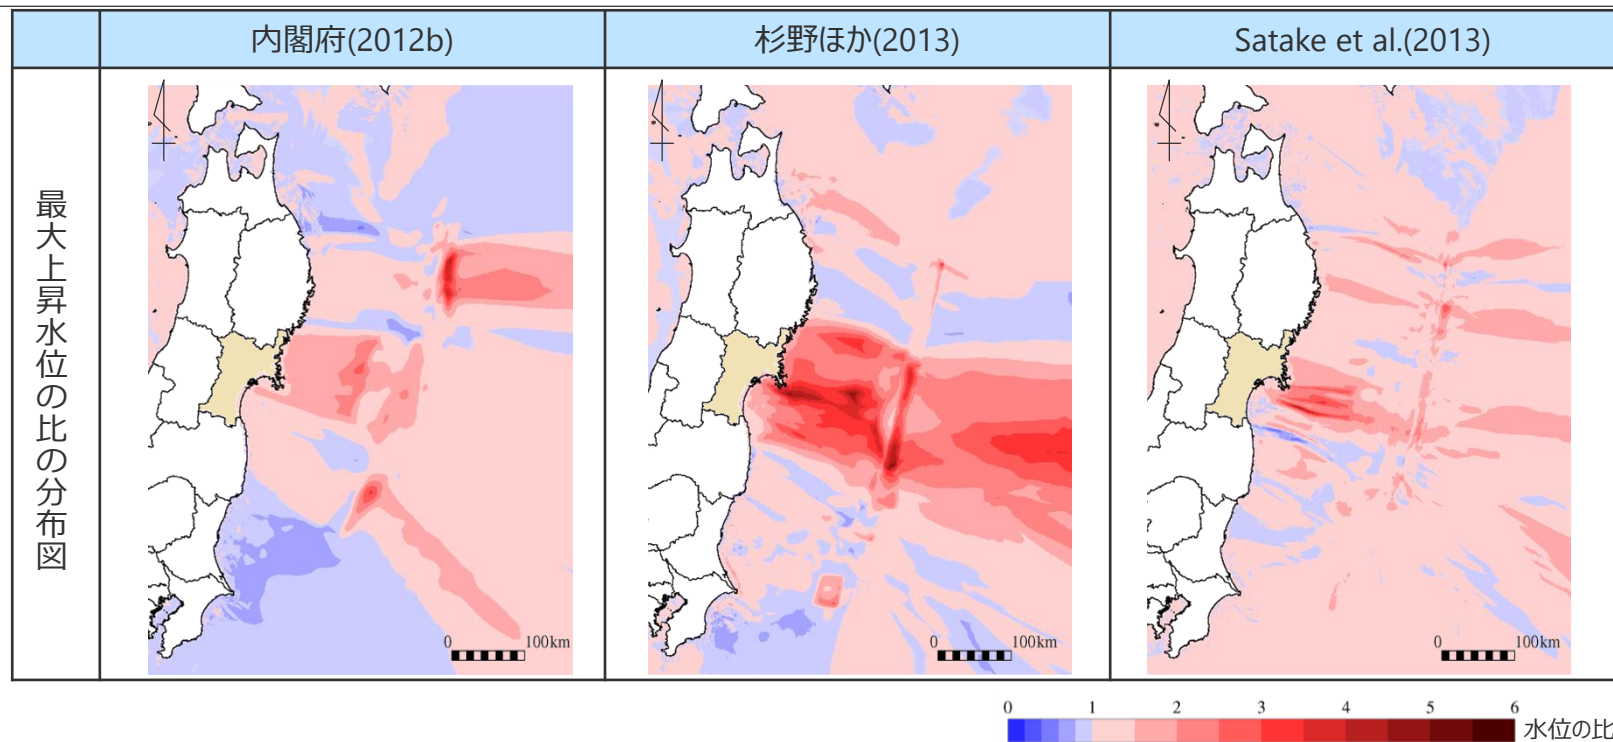 内閣府(2012b)
杉野ほか(2013)
Satake et al.(2013)
最大上昇水位の比の分布図
0 100km
0 100km
0 100km
0 1 2 3 4 5 6
水位の比